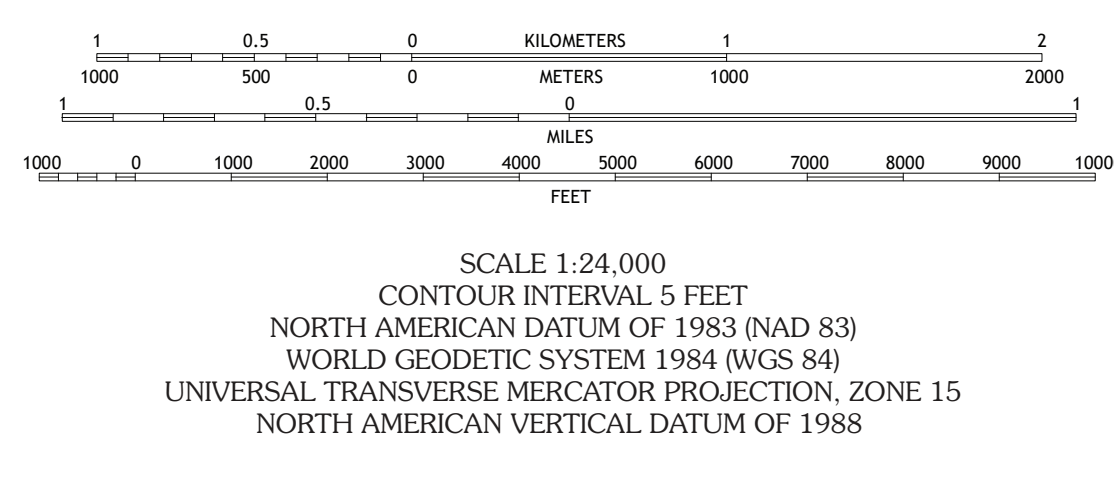 1 0.5 0 KILOMETERS 1 2
1000 500 0 METERS 1000 2000
1 0.5 0 1
MILES
1000 0 1000 2000 3000 4000 5000 6000 7000 8000 9000 1000
FEET
SCALE 1:24,000
CONTOUR INTERVAL 5 FEET
NORTH AMERICAN DATUM OF 1983 (NAD 83)
WORLD GEODETIC SYSTEM 1984 (WGS 84)
UNIVERSAL TRANSVERSE MERCATOR PROJECTION, ZONE 15
NORTH AMERICAN VERTICAL DATUM OF 1988